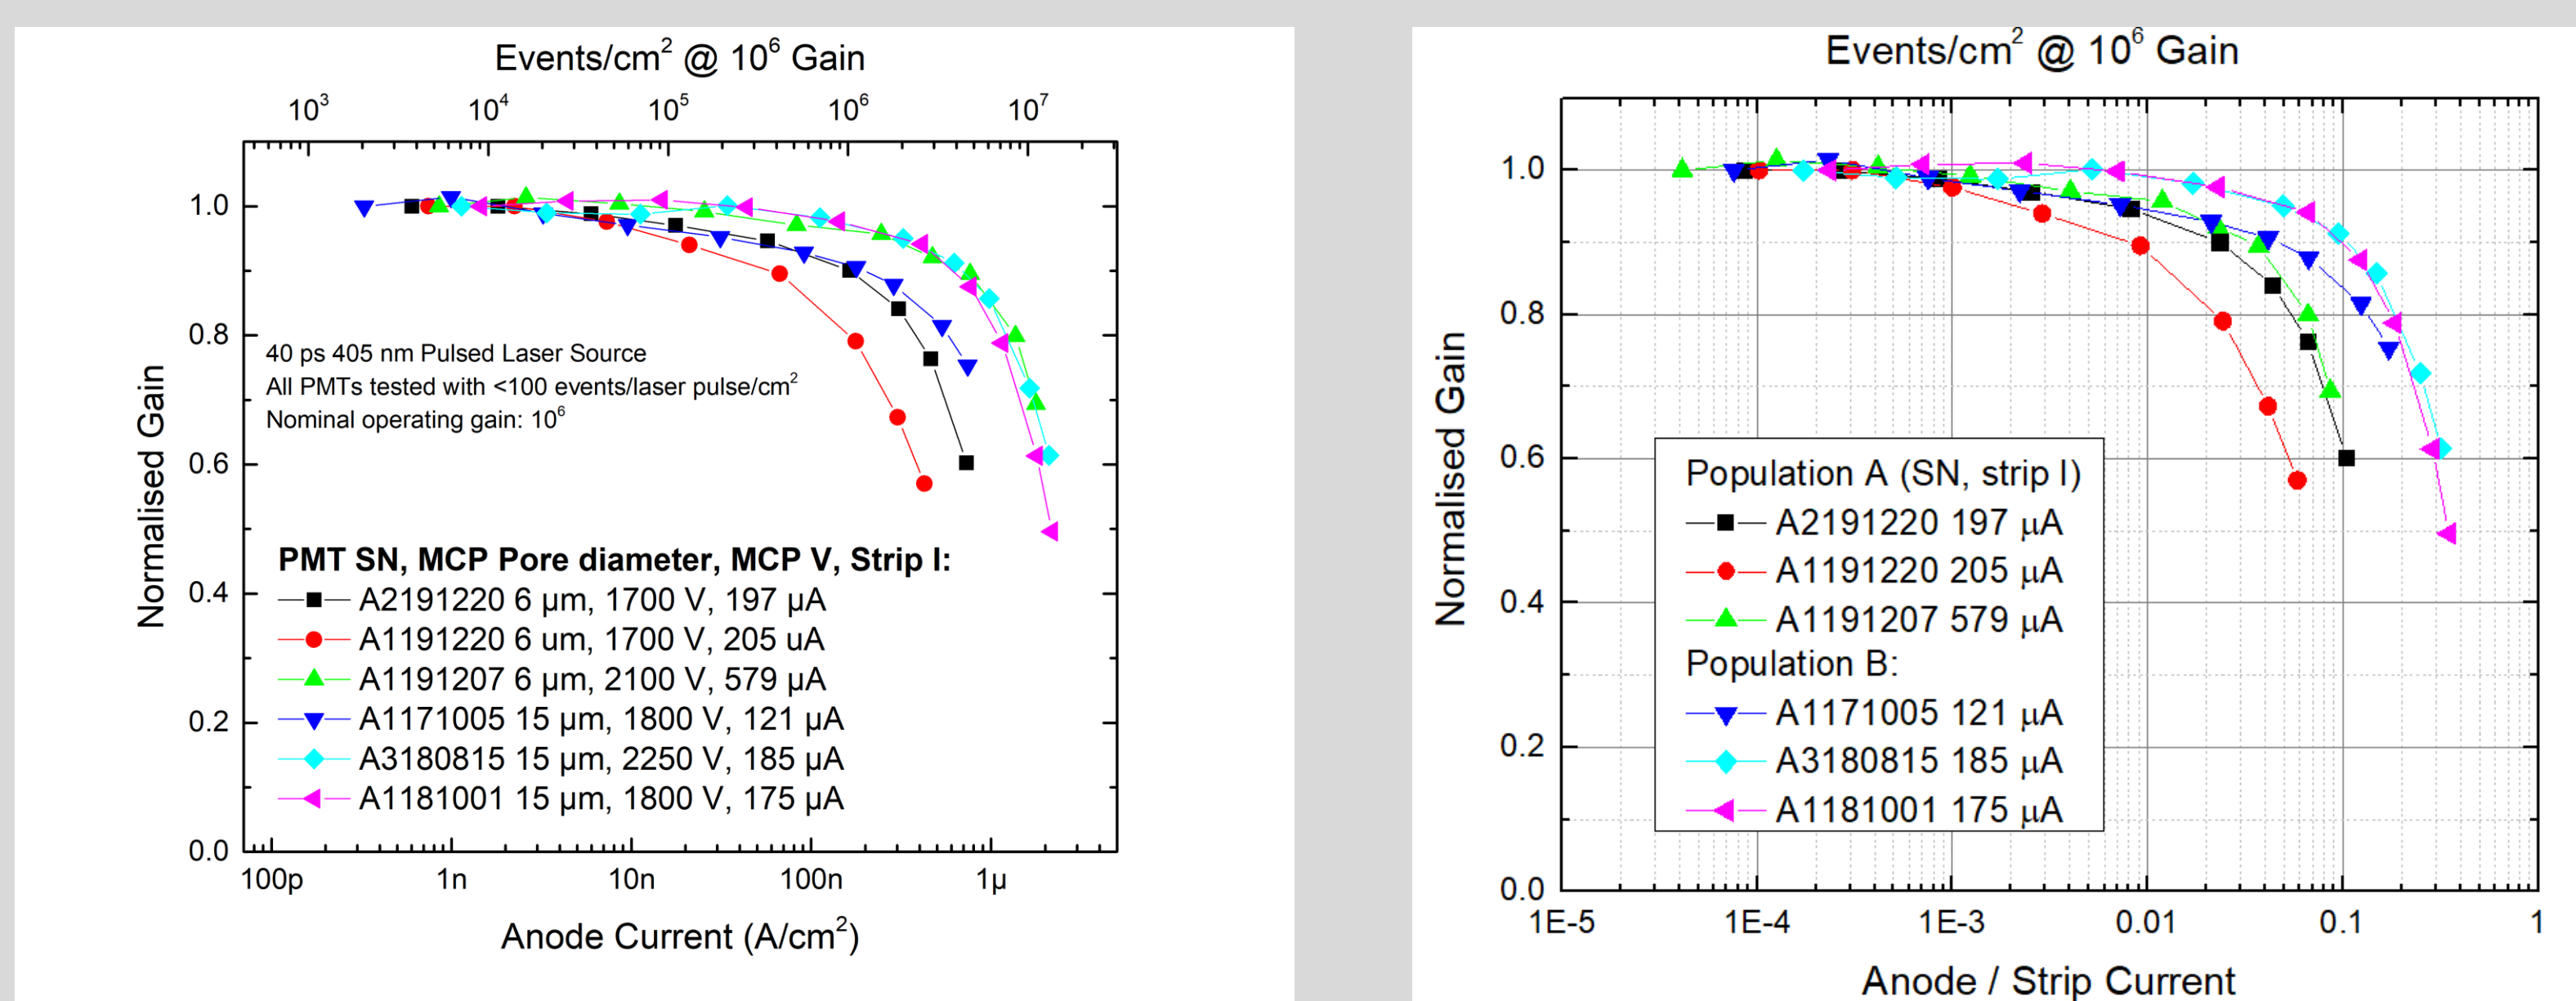 Events/cm² @ 10⁶ Gain
10³ 10⁴ 10⁵ 10⁶ 10⁷
1.0
0.8
0.6
0.4
0.2
0.0
Normalised Gain
40 ps 405 nm Pulsed Laser Source
All PMTs tested with <100 events/laser pulse/cm²
Nominal operating gain: 10⁶
PMT SN, MCP Pore diameter, MCP V, Strip I:
A2191220 6 μm, 1700 V, 197 μA
A1191220 6 um, 1700 V, 205 uA
A1191207 6 μm, 2100 V, 579 μA
A1171005 15 μm, 1800 V, 121 μA
A3180815 15 μm, 2250 V, 185 μA
A1181001 15 μm, 1800 V, 175 μA
100p 1n 10n 100n 1μ
Anode Current (A/cm²)
Events/cm² @ 10⁶ Gain
1.0
0.8
0.6
0.4
0.2
0.0
Normalised Gain
Population A (SN, strip I)
A2191220 197 μA
A1191220 205 μA
A1191207 579 μA
Population B:
A1171005 121 μA
A3180815 185 μA
A1181001 175 μA
1E-5 1E-4 1E-3 0.01 0.1 1
Anode / Strip Current